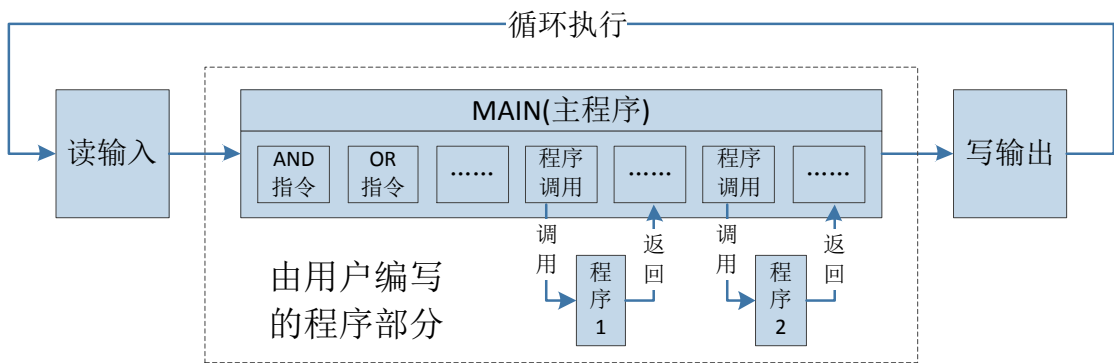 循环执行
读输入
MAIN(主程序)
AND
指令
OR
指令
……
程序
调用
……
程序
调用
……
写输出
调
用
返
回
调
用
返
回
程
序
1
程
序
2
由用户编写
的程序部分